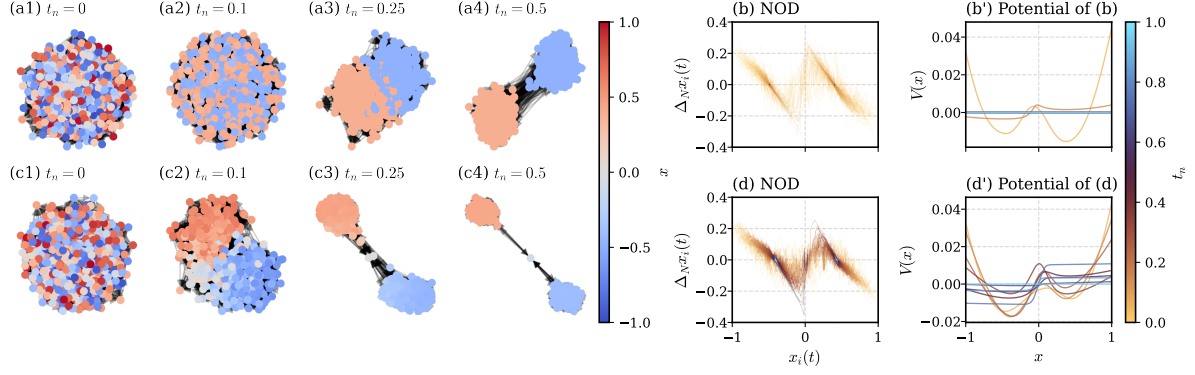 (a1) t_n = 0
(a2) t_n = 0.1
(a3) t_n = 0.25
(a4) t_n = 0.5
1.0
0.5
0.0
−0.5
−1.0
x
(c1) t_n = 0
(c2) t_n = 0.1
(c3) t_n = 0.25
(c4) t_n = 0.5
(b) NOD
0.4
0.2
0.0
−0.2
−0.4
Δ_N x_i(t)
(b') Potential of (b)
0.04
0.02
0.00
V(x)
(d) NOD
0.4
0.2
0.0
−0.2
−0.4
Δ_N x_i(t)
−1
0
1
x_i(t)
(d') Potential of (d)
0.04
0.02
0.00
−0.02
V(x)
−1
0
1
x
1.0
0.8
0.6
0.4
0.2
0.0
t_n